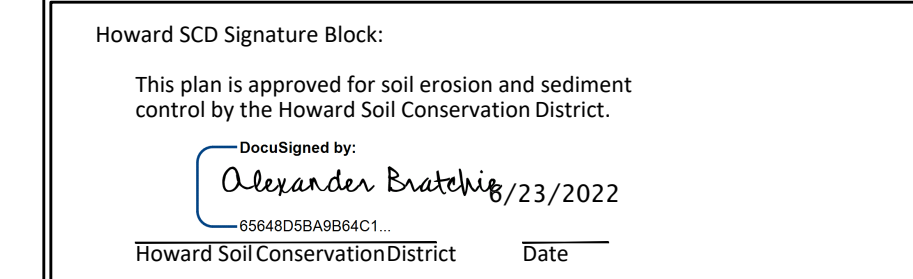 Howard SCD Signature Block:
This plan is approved for soil erosion and sediment
control by the Howard Soil Conservation District.
DocuSigned by:
Alexander Bratchie /23/2022
65648D5BA9B64C1...
Howard Soil Conservation District Date